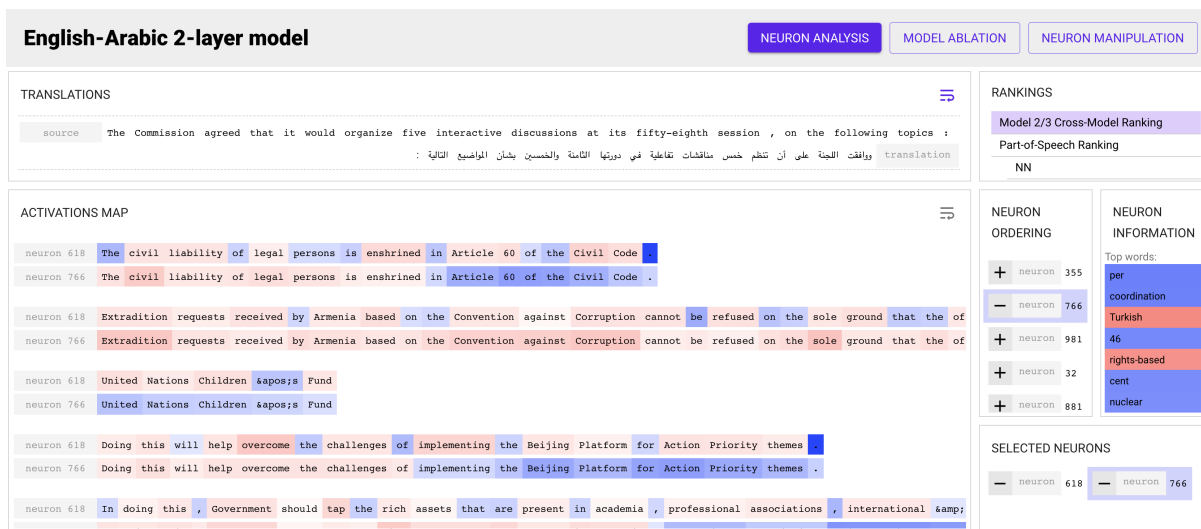 English-Arabic 2-layer model
NEURON ANALYSIS
MODEL ABLATION
NEURON MANIPULATION
TRANSLATIONS
source The Commission agreed that it would organize five interactive discussions at its fifty-eighth session , on the following topics :
translation ووافقت اللجنة على أن تنظم خمس مناقشات تفاعلية في دورتها الثامنة والخمسين بشأن المواضيع التالية :
ACTIVATIONS MAP
neuron 618 The civil liability of legal persons is enshrined in Article 60 of the Civil Code .
neuron 766 The civil liability of legal persons is enshrined in Article 60 of the Civil Code .
neuron 618 Extradition requests received by Armenia based on the Convention against Corruption cannot be refused on the sole ground that the of
neuron 766 Extradition requests received by Armenia based on the Convention against Corruption cannot be refused on the sole ground that the of
neuron 618 United Nations Children &apos;s Fund
neuron 766 United Nations Children &apos;s Fund
neuron 618 Doing this will help overcome the challenges of implementing the Beijing Platform for Action Priority themes .
neuron 766 Doing this will help overcome the challenges of implementing the Beijing Platform for Action Priority themes .
neuron 618 In doing this , Government should tap the rich assets that are present in academia , professional associations , international &amp;
RANKINGS
Model 2/3 Cross-Model Ranking
Part-of-Speech Ranking
NN
NEURON
ORDERING
+ neuron 355
− neuron 766
+ neuron 981
+ neuron 32
+ neuron 881
NEURON
INFORMATION
Top words:
per
coordination
Turkish
46
rights-based
cent
nuclear
SELECTED NEURONS
− neuron 618 − neuron 766